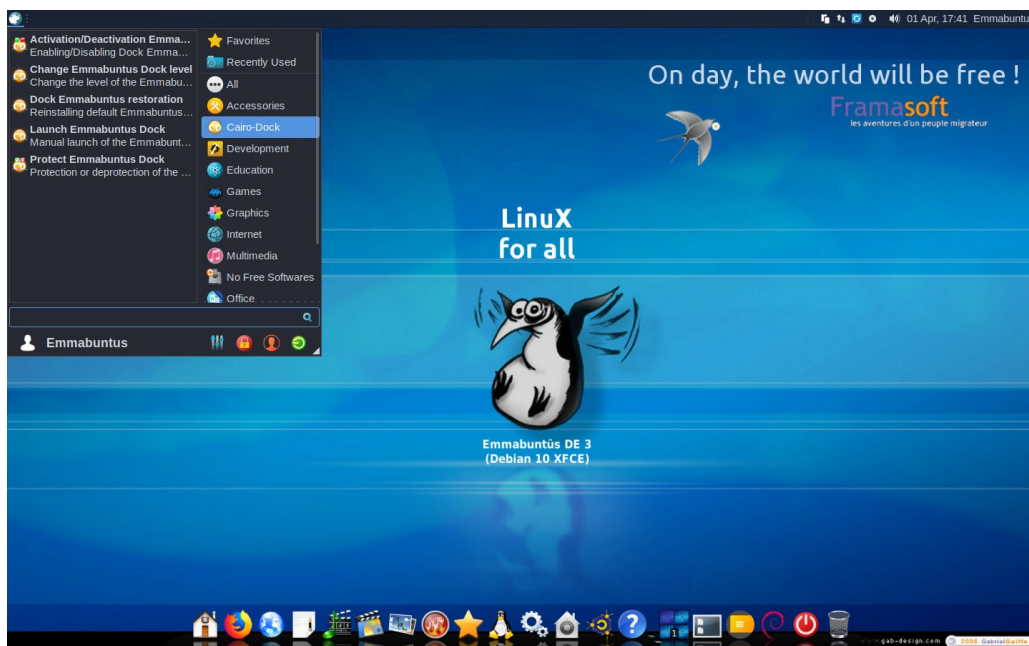 01 Apr, 17:41 Emmabuntu
Activation/Deactivation Emma...
Enabling/Disabling Dock Emma...
Change Emmabuntus Dock level
Change the level of the Emmabu...
Dock Emmabuntus restoration
Reinstalling default Emmabuntus...
Launch Emmabuntus Dock
Manual launch of the Emmabunt...
Protect Emmabuntus Dock
Protection or deprotection of the ...
Favorites
Recently Used
All
Accessories
Cairo-Dock
Development
Education
Games
Graphics
Internet
Multimedia
No Free Softwares
Office
Emmabuntus
On day, the world will be free !
Framasoft
les aventures d'un peuple migrateur
LinuX
for all
Emmabuntüs DE 3
(Debian 10 XFCE)
1
gab-design.com 2006 GabrielGaitte